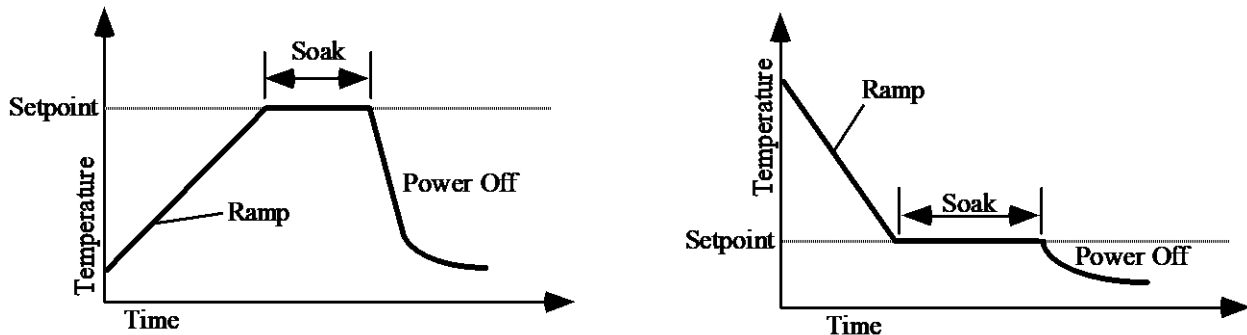 Soak
Setpoint
Temperature
Ramp
Power Off
Time
Temperature
Ramp
Soak
Setpoint
Power Off
Time